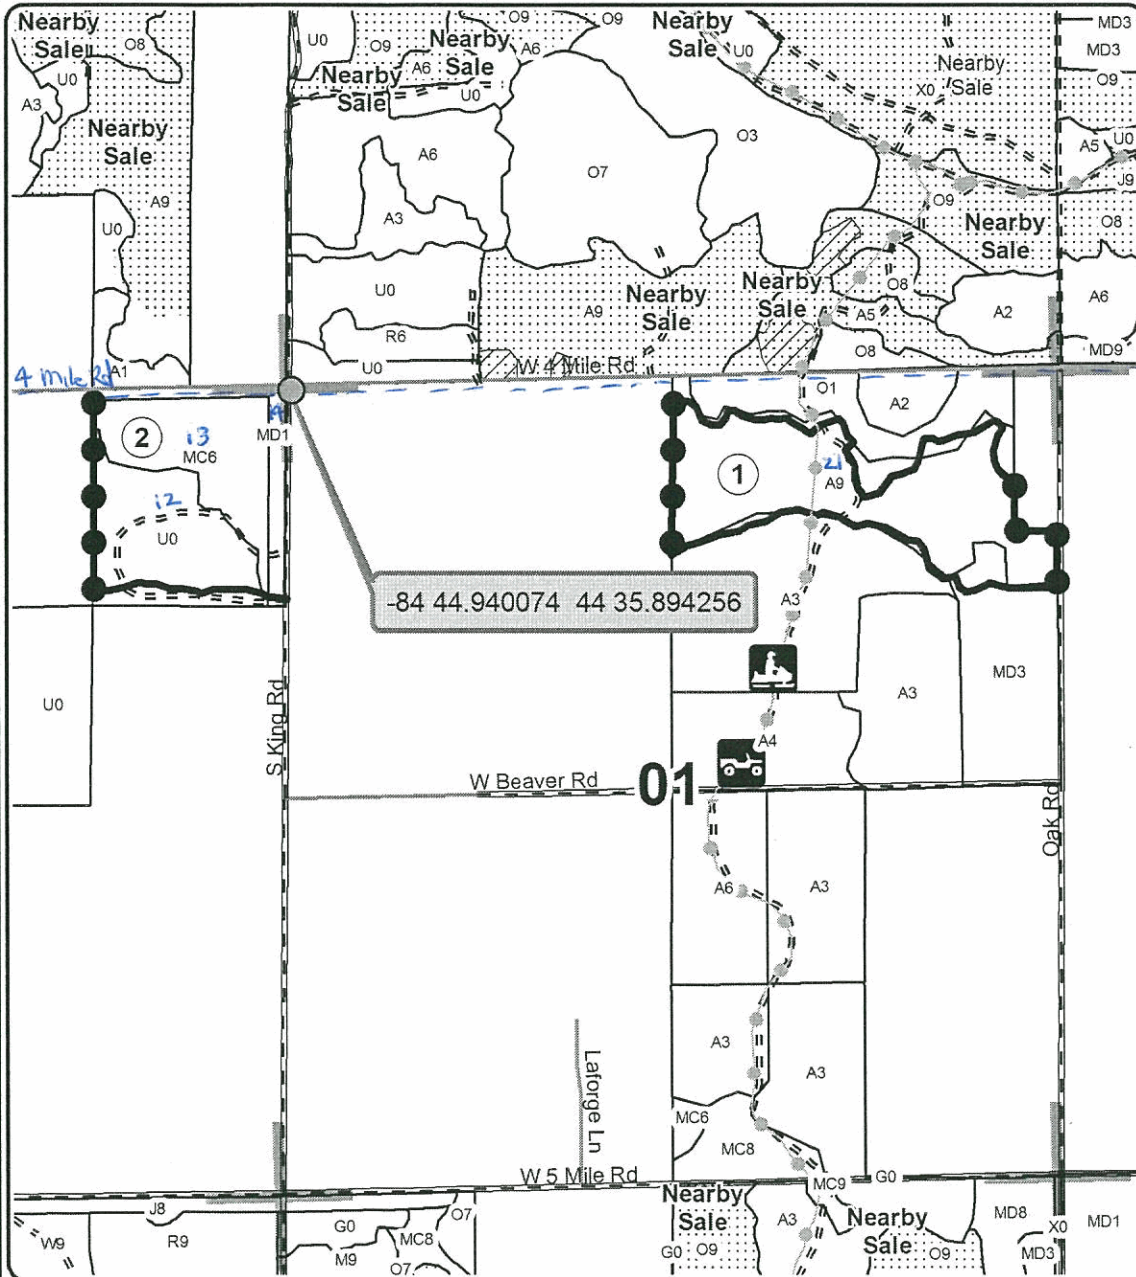 Nearby
Sale
O8
U0
A3
Nearby
Sale
A9
U0
A1
4 Mile Rd
U0
O9
A6
Nearby
Sale
O9
A6
O9
Nearby
Sale
U0
A6
A3
U0
R6
U0
O7
O3
Nearby
Sale
U0
X0
Nearby
Sale
MD3
MD3
O9
A5
U0
J9
O9
Nearby
Sale
O8
Nearby
Sale
A9
Nearby
Sale
O8
A5
A2
A6
O8
MD9
W 4 Mile Rd
O1
A2
2
i3
MC6
MD1
i2
U0
1
21
A9
-84 44.940074 44 35.894256
A3
U0
S King Rd
A3
MD3
A4
W Beaver Rd
01
Oak Rd
A6
A3
A3
A3
Laforge Ln
MC6
MC8
W 5 Mile Rd
MC9
G0
J8
W9
R9
G0
M9
MC8
O7
O7
Nearby
Sale
G0
O9
A3
Nearby
Sale
O9
MD8
X0
MD3
MD1